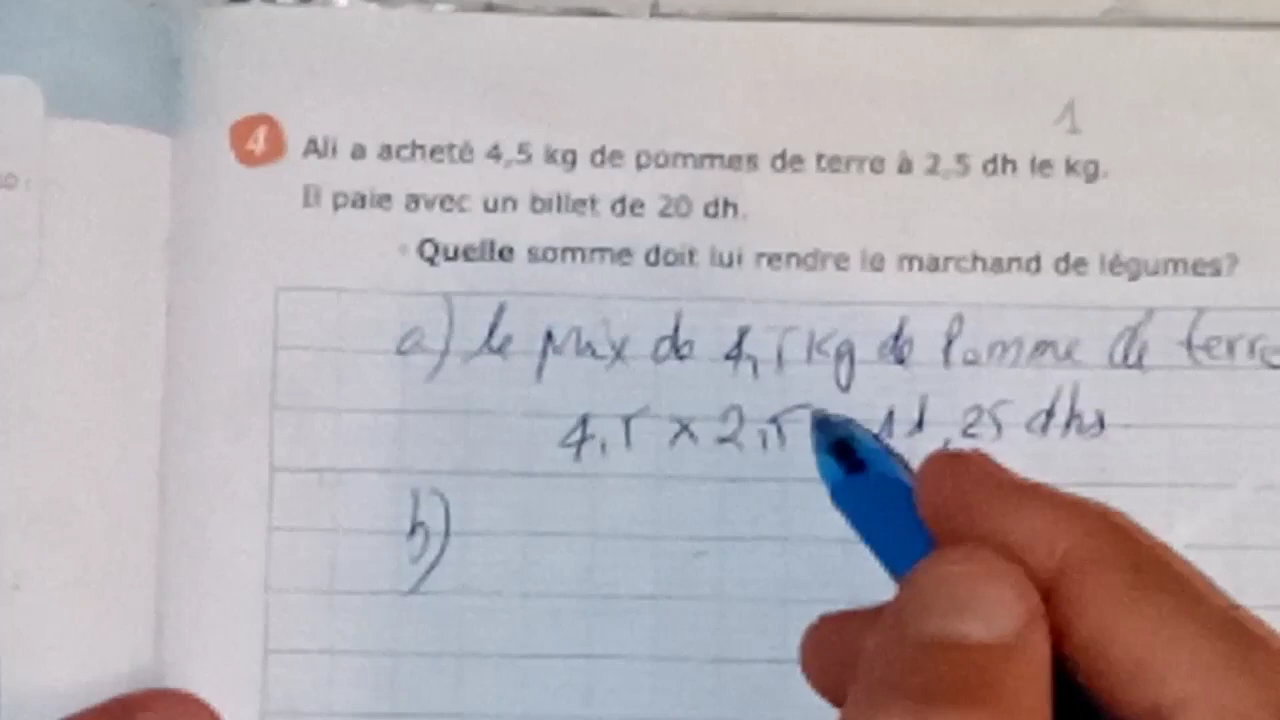 1
4 Ali a acheté 4,5 kg de pommes de terre à 2,5 dh le kg.
Il paie avec un billet de 20 dh.
Quelle somme doit lui rendre le marchand de légumes?
a) le prix de 4,5 kg de Pomme de terre
4,5 x 2,5 11,25 dhs
b)